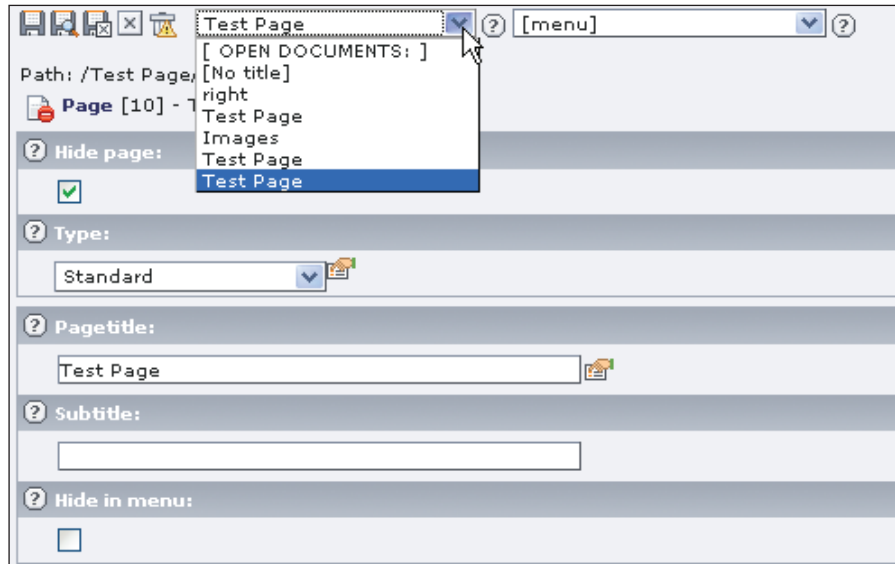 Test Page
[menu]
[ OPEN DOCUMENTS: ]
[No title]
right
Test Page
Images
Test Page
Test Page
Path: /Test Page/
Page [10] -
Hide page:
Type:
Standard
Pagetitle:
Test Page
Subtitle:
Hide in menu: